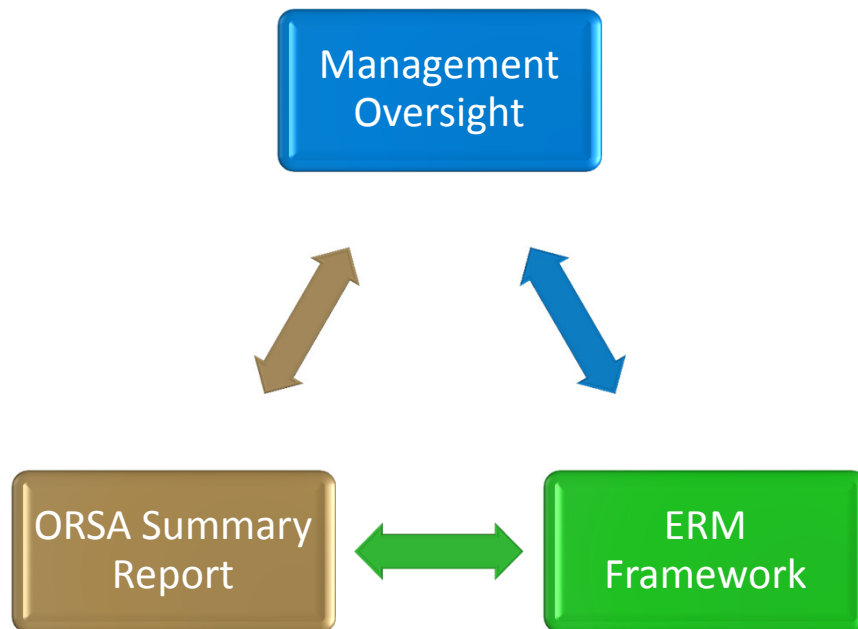 Management
Oversight
ORSA Summary
Report
ERM
Framework